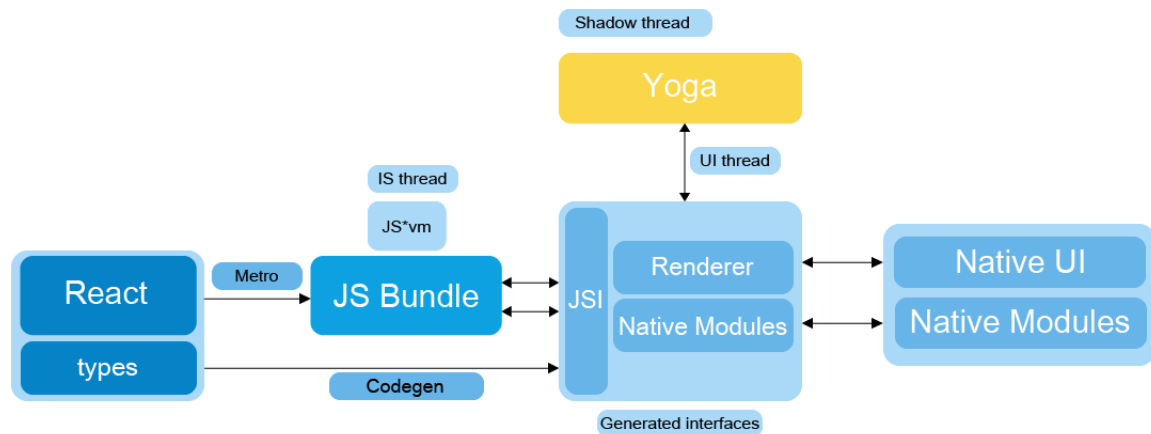 Shadow thread
Yoga
UI thread
IS thread
JS*vm
React
Metro
JS Bundle
types
Codegen
JSI
Renderer
Native Modules
Generated interfaces
Native UI
Native Modules